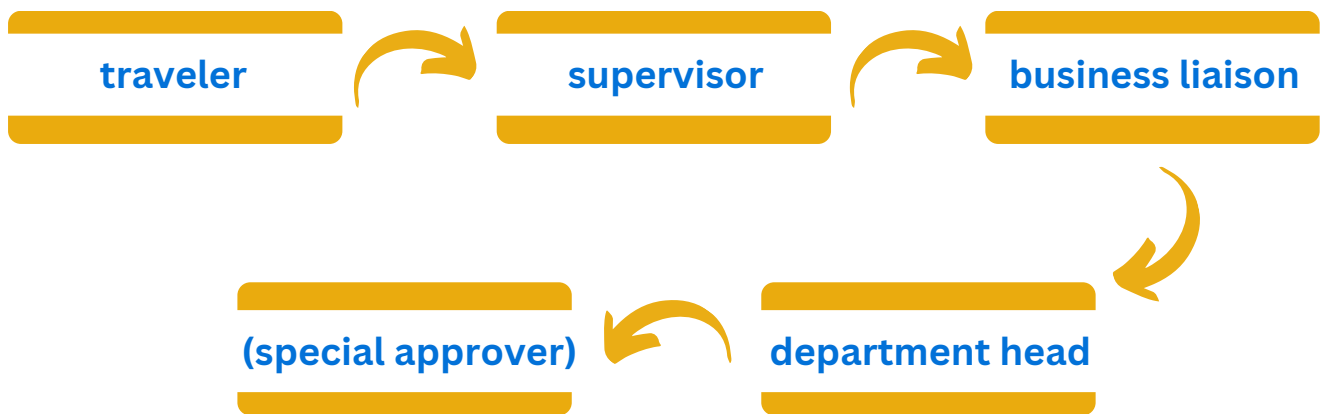 traveler
supervisor
business liaison
department head
(special approver)